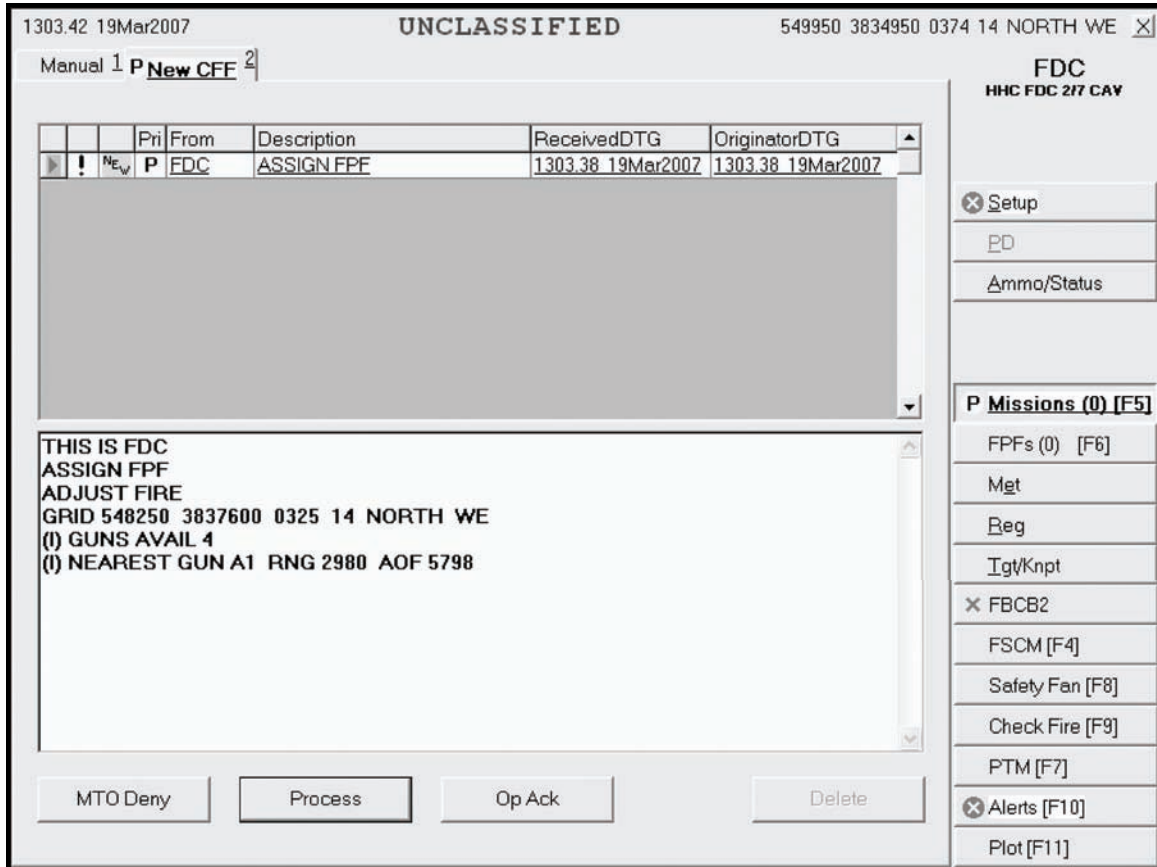 1303.42 19Mar2007 UNCLASSIFIED 549950 3834950 0374 14 NORTH WE X
Manual 1 P New CFF 2
FDC
HHC FDC 2/7 CAV
Pri From Description ReceivedDTG OriginatorDTG
! NEW P FDC ASSIGN FPF 1303.38 19Mar2007 1303.38 19Mar2007
THIS IS FDC
ASSIGN FPF
ADJUST FIRE
GRID 548250 3837600 0325 14 NORTH WE
(I) GUNS AVAIL 4
(I) NEAREST GUN A1 RNG 2980 AOF 5798
MTO Deny Process Op Ack Delete
Setup
PD
Ammo/Status
P Missions (0) [F5]
FPFs (0) [F6]
Met
Reg
Tgt/Knpt
FBCB2
FSCM [F4]
Safety Fan [F8]
Check Fire [F9]
PTM [F7]
Alerts [F10]
Plot [F11]